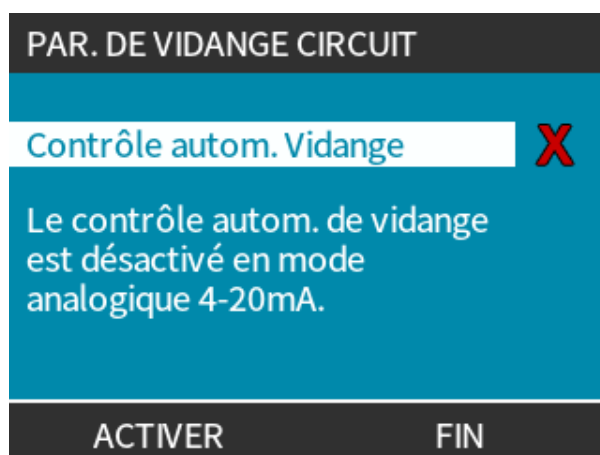 PAR. DE VIDANGE CIRCUIT
Contrôle autom. Vidange X
Le contrôle autom. de vidange
est désactivé en mode
analogique 4-20mA.
ACTIVER FIN